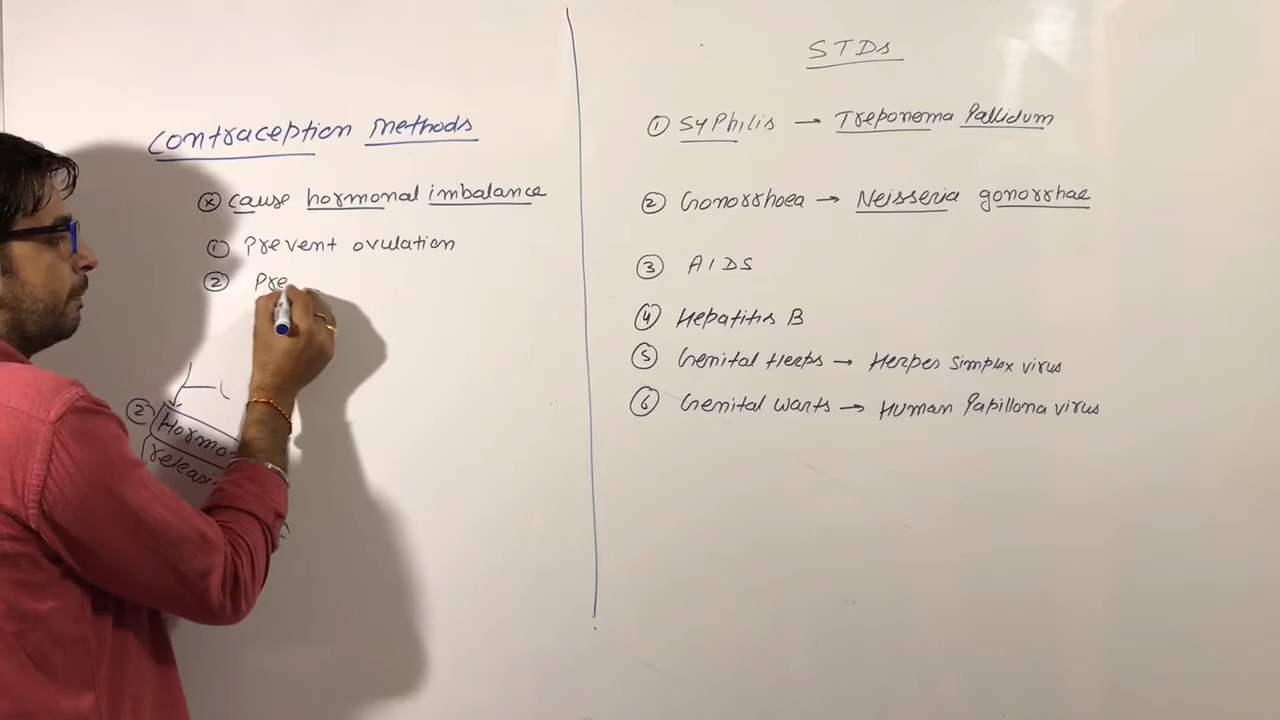 Contraception Methods
(x) cause hormonal imbalance
(1) Prevent ovulation
(2) Pre
(2) Hormo
releasi
STDs
(1) Syphilis → Treponema Pallidum
(2) Gonorrhoea → Neisseria gonorrhae
(3) AIDS
(4) Hepatitis B
(5) Genital Herps → Herpes simplex virus
(6) Genital warts → Human Papilloma virus